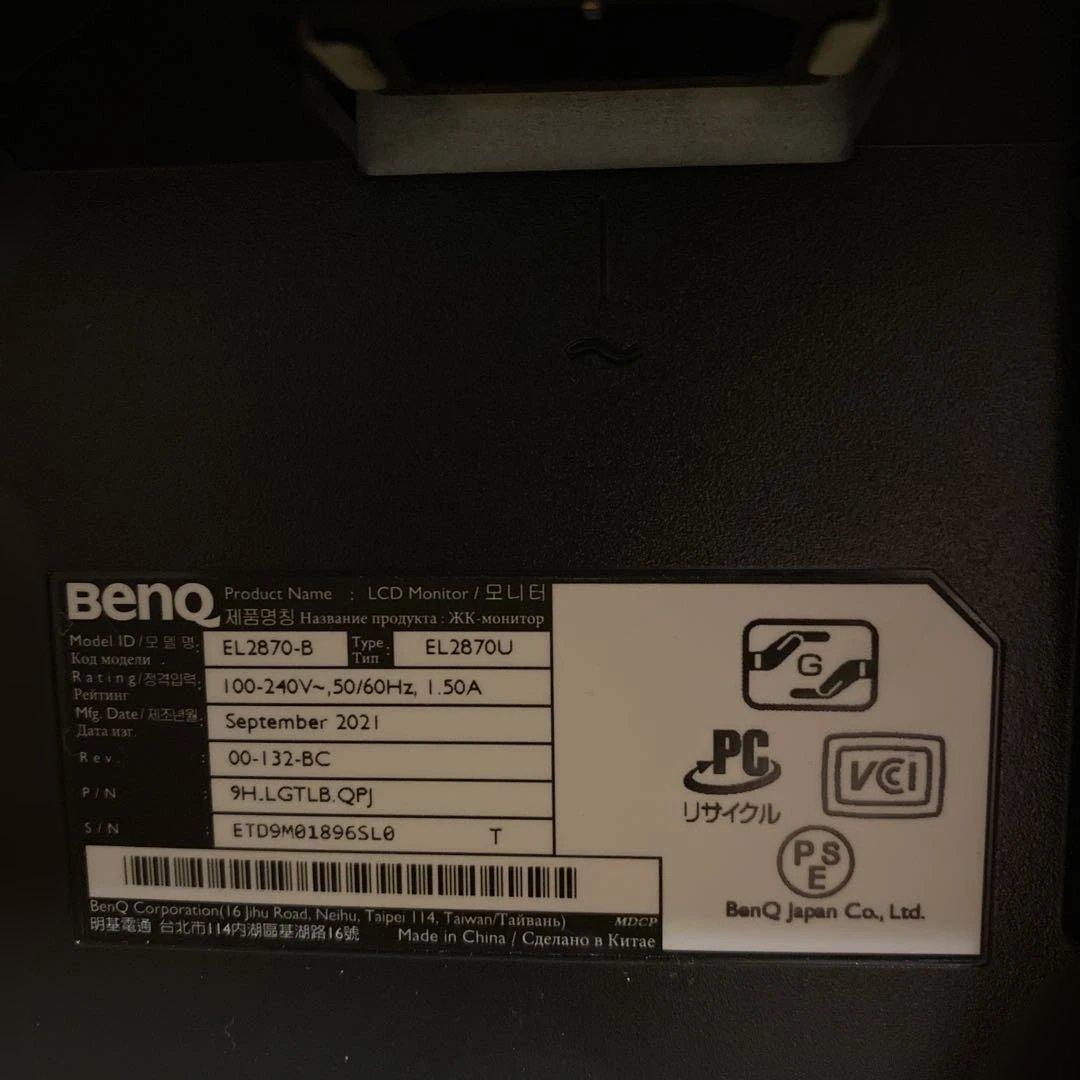 BenQ
Product Name : LCD Monitor / 모니터
제품명칭 Название продукта : ЖК-монитор
Model ID / 모델명 : EL2870-B Type : EL2870U
Код модели Тип
Rating/정격입력 : 100-240V~,50/60Hz, 1.50A
Рейтинг
Mfg. Date/제조년월 : September 2021
Дата изг.
Rev. : 00-132-BC
P/N : 9H.LGTLB.QPJ
S/N : ETD9M01896SL0 T
BenQ Corporation(16 Jihu Road, Neihu, Taipei 114, Taiwan/Тайвань)
明基電通 台北市114內湖區基湖路16號
MDCP
Made in China / Сделано в Китае
G
PC
リサイクル
VCCI
PSE
BenQ Japan Co., Ltd.